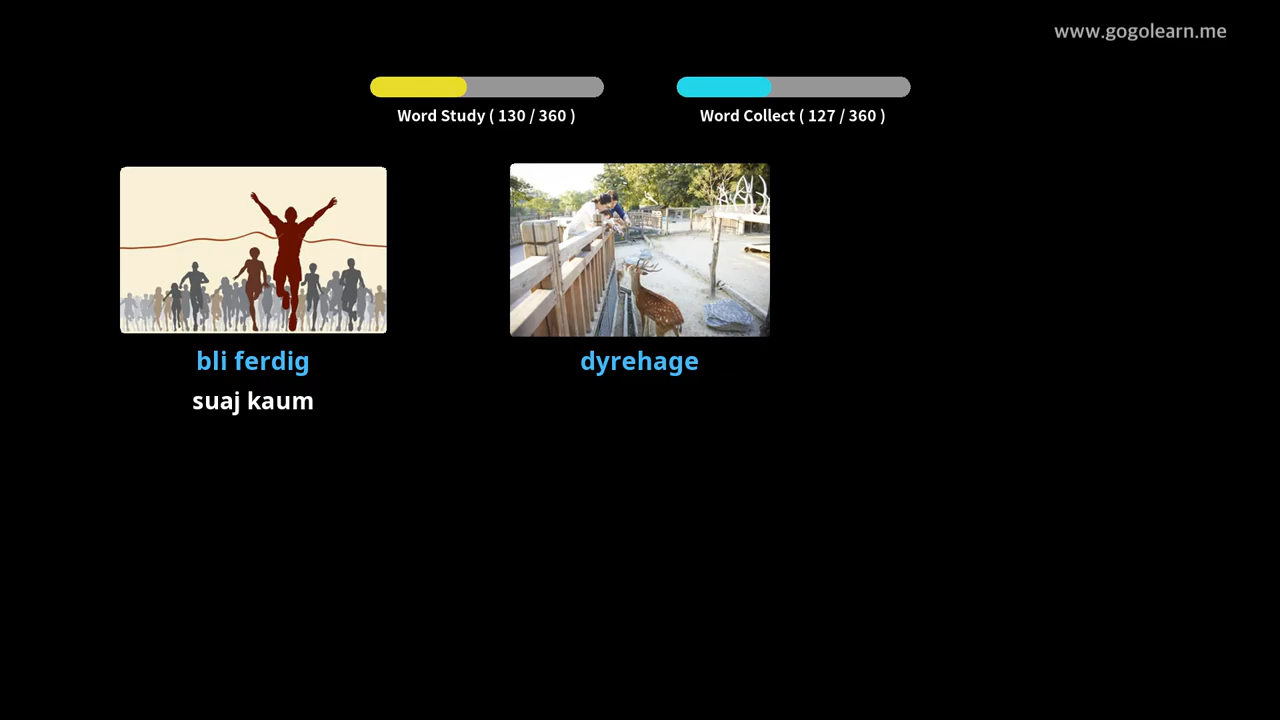 www.gogolearn.me
Word Study ( 130 / 360 )
Word Collect ( 127 / 360 )
bli ferdig
dyrehage
suaj kaum